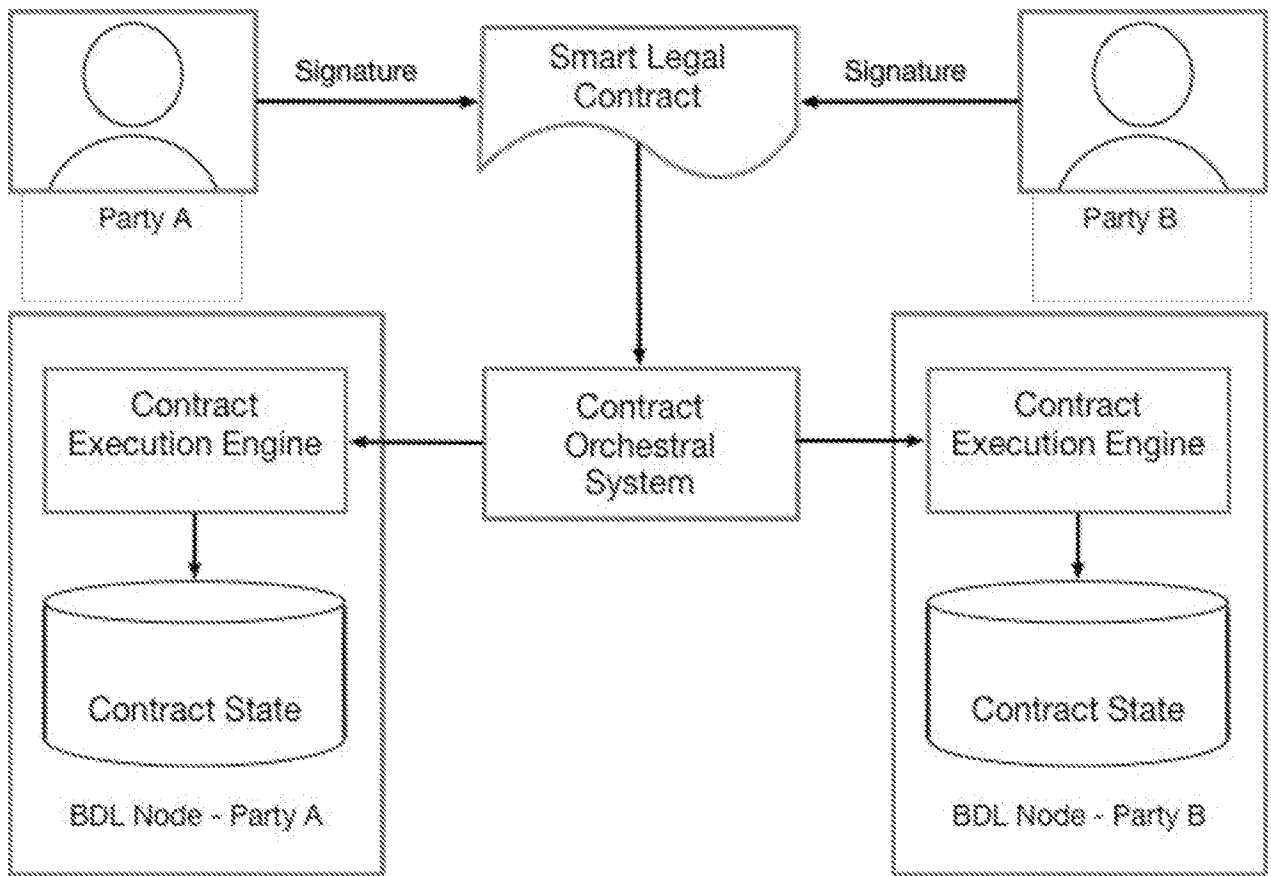 Signature
Smart Legal
Contract
Signature
Party A
Party B
Contract
Execution Engine
Contract
Orchestral
System
Contract
Execution Engine
Contract State
Contract State
BDL Node - Party A
BDL Node - Party B